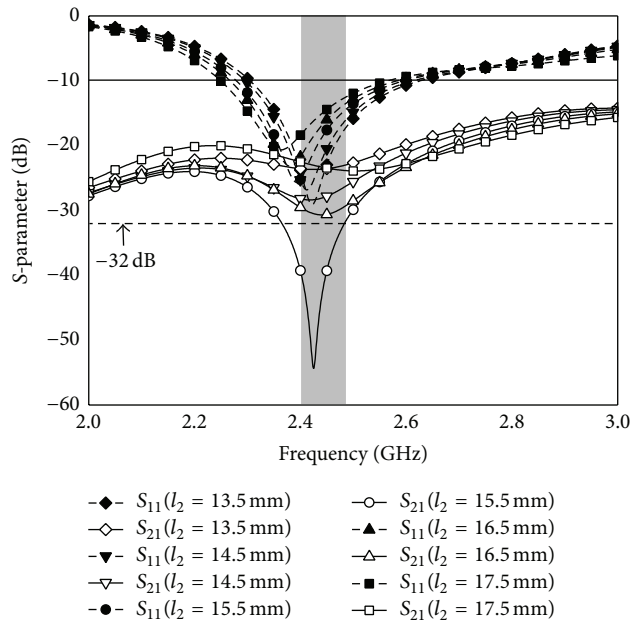 0
−10
−20
−30
−40
−50
−60
S-parameter (dB)
−32 dB
2.0 2.2 2.4 2.6 2.8 3.0
Frequency (GHz)
S11(l2 = 13.5 mm)
S21(l2 = 13.5 mm)
S11(l2 = 14.5 mm)
S21(l2 = 14.5 mm)
S11(l2 = 15.5 mm)
S21(l2 = 15.5 mm)
S11(l2 = 16.5 mm)
S21(l2 = 16.5 mm)
S11(l2 = 17.5 mm)
S21(l2 = 17.5 mm)